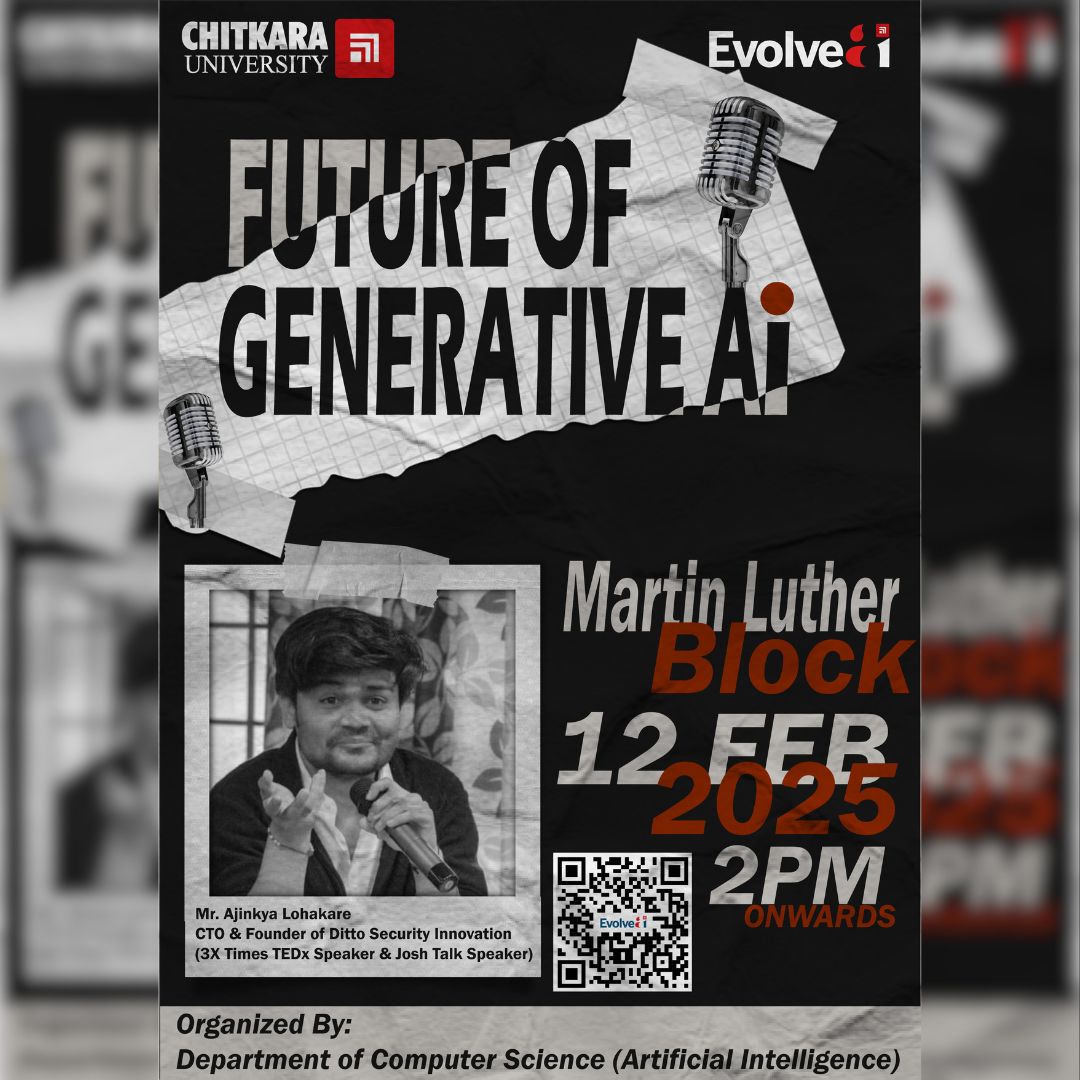 CHITKARA
UNIVERSITY
Evolve
FUTURE OF
GENERATIVE Ai
Martin Luther
Block
12 FEB
2025
2PM
ONWARDS
Evolve
Mr. Ajinkya Lohakare
CTO & Founder of Ditto Security Innovation
(3X Times TEDx Speaker & Josh Talk Speaker)
Organized By:
Department of Computer Science (Artificial Intelligence)